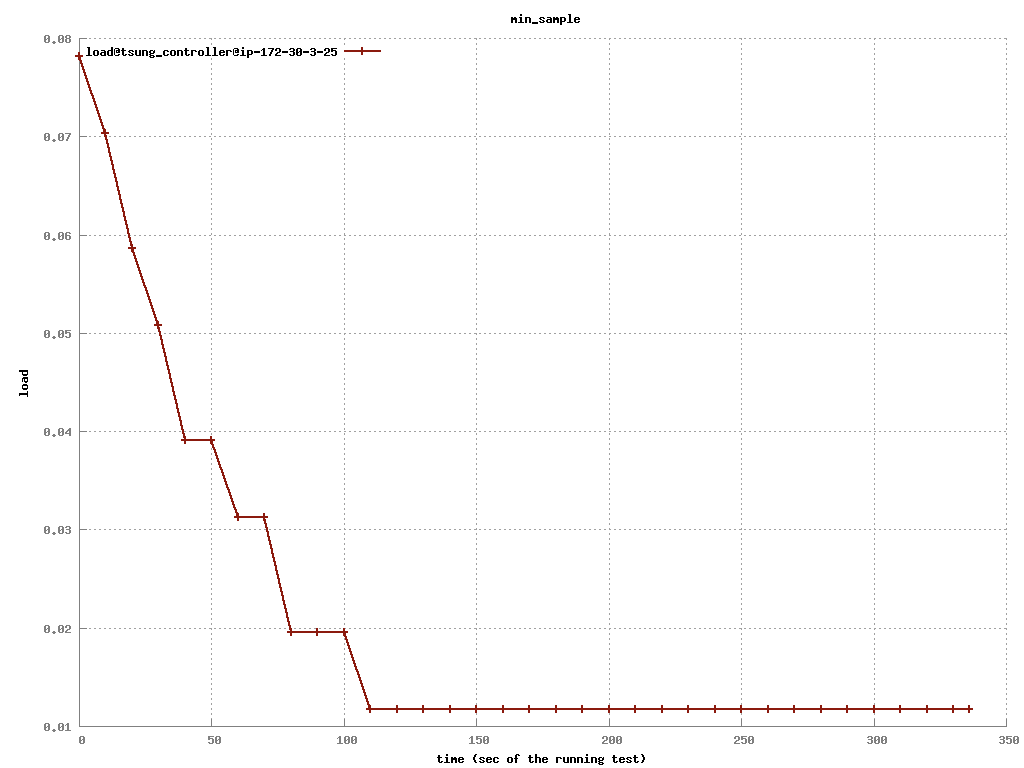 min_sample
load@tsung_controller@ip-172-30-3-25
0.08
0.07
0.06
0.05
0.04
0.03
0.02
0.01
load
0 50 100 150 200 250 300 350
time (sec of the running test)